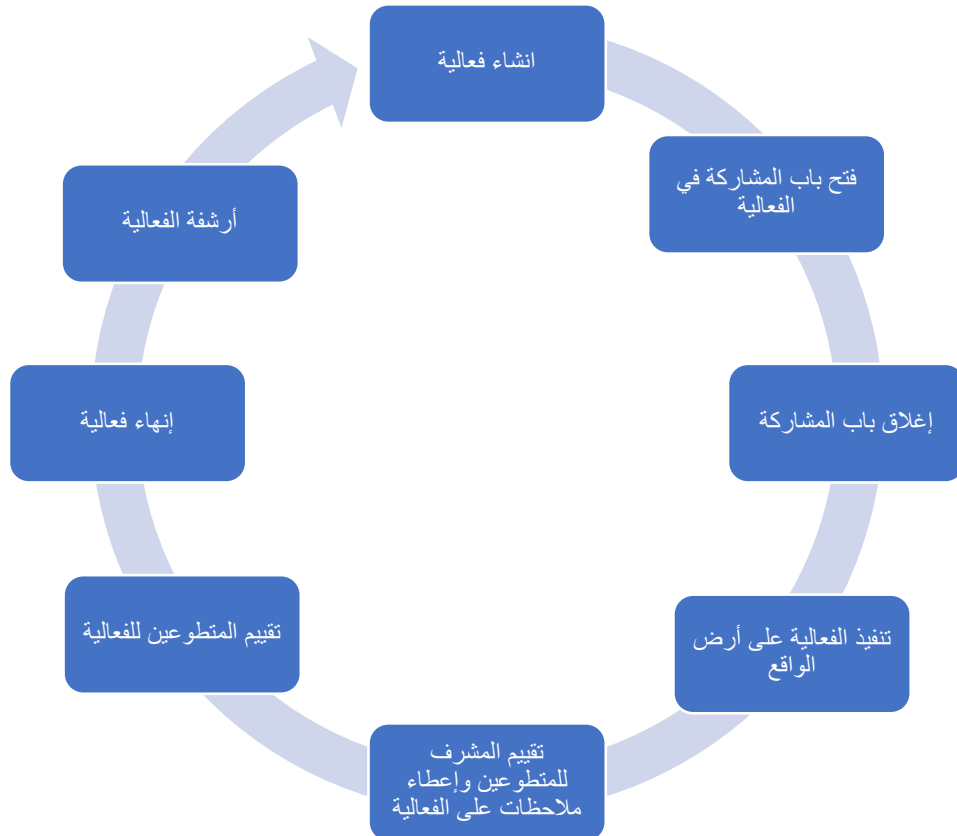 انشاء فعالية
فتح باب المشاركة في
الفعالية
إغلاق باب المشاركة
تنفيذ الفعالية على أرض
الواقع
تقييم المشرف
للمتطوعين وإعطاء
ملاحظات على الفعالية
تقييم المتطوعين للفعالية
إنهاء فعالية
أرشفة الفعالية